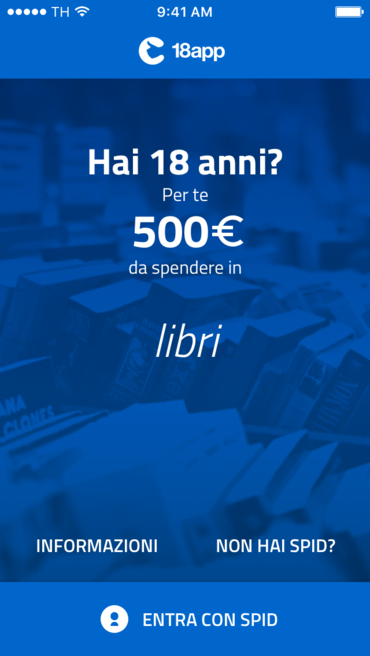 TH 9:41 AM
18app
Hai 18 anni?
Per te
500€
da spendere in
libri
INFORMAZIONI NON HAI SPID?
ENTRA CON SPID